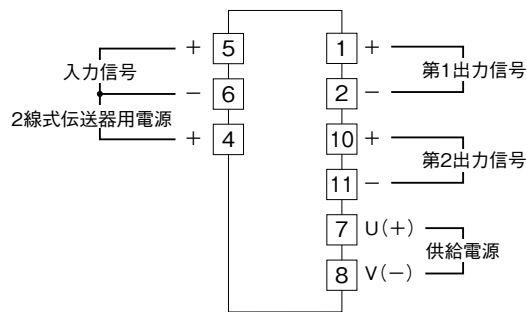 + 5
入力信号
− 6
2線式伝送器用電源
+ 4
1 +
第1出力信号
2 −
10 +
第2出力信号
11 −
7 U(+)
供給電源
8 V(−)